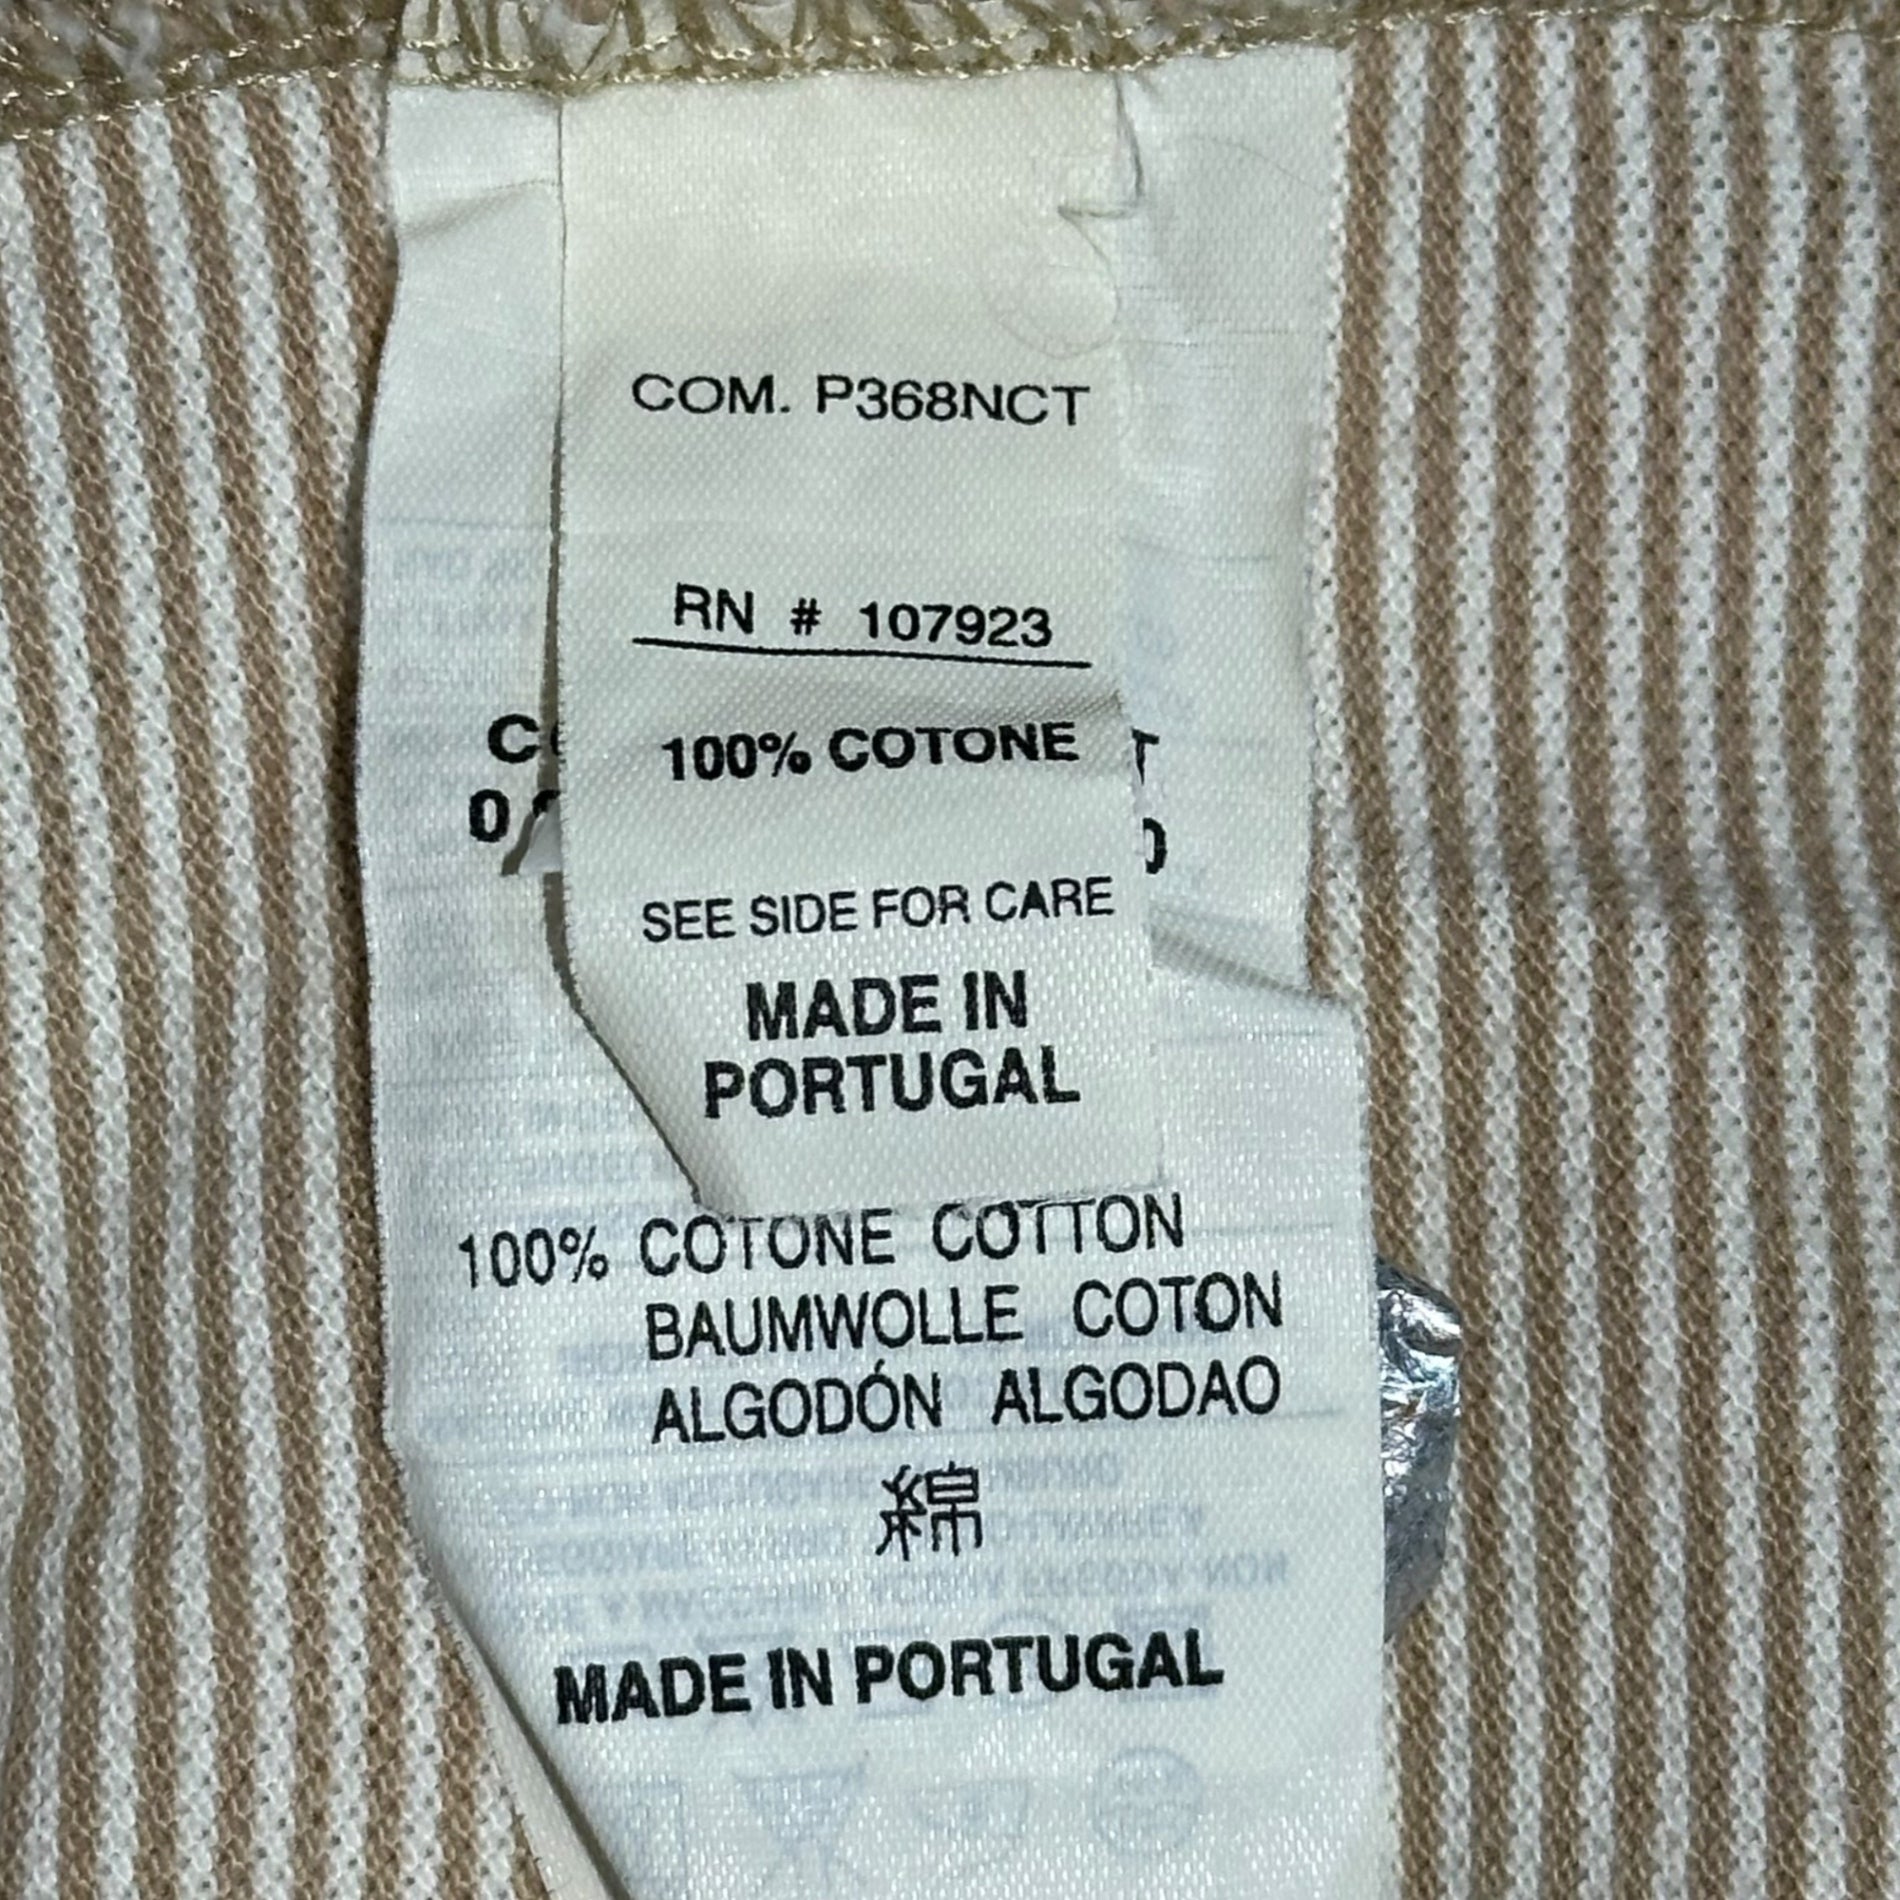 COM. P368NCT
RN # 107923
100% COTONE
SEE SIDE FOR CARE
MADE IN
PORTUGAL
100% COTONE COTTON
BAUMWOLLE COTON
ALGODÓN ALGODAO
綿
MADE IN PORTUGAL